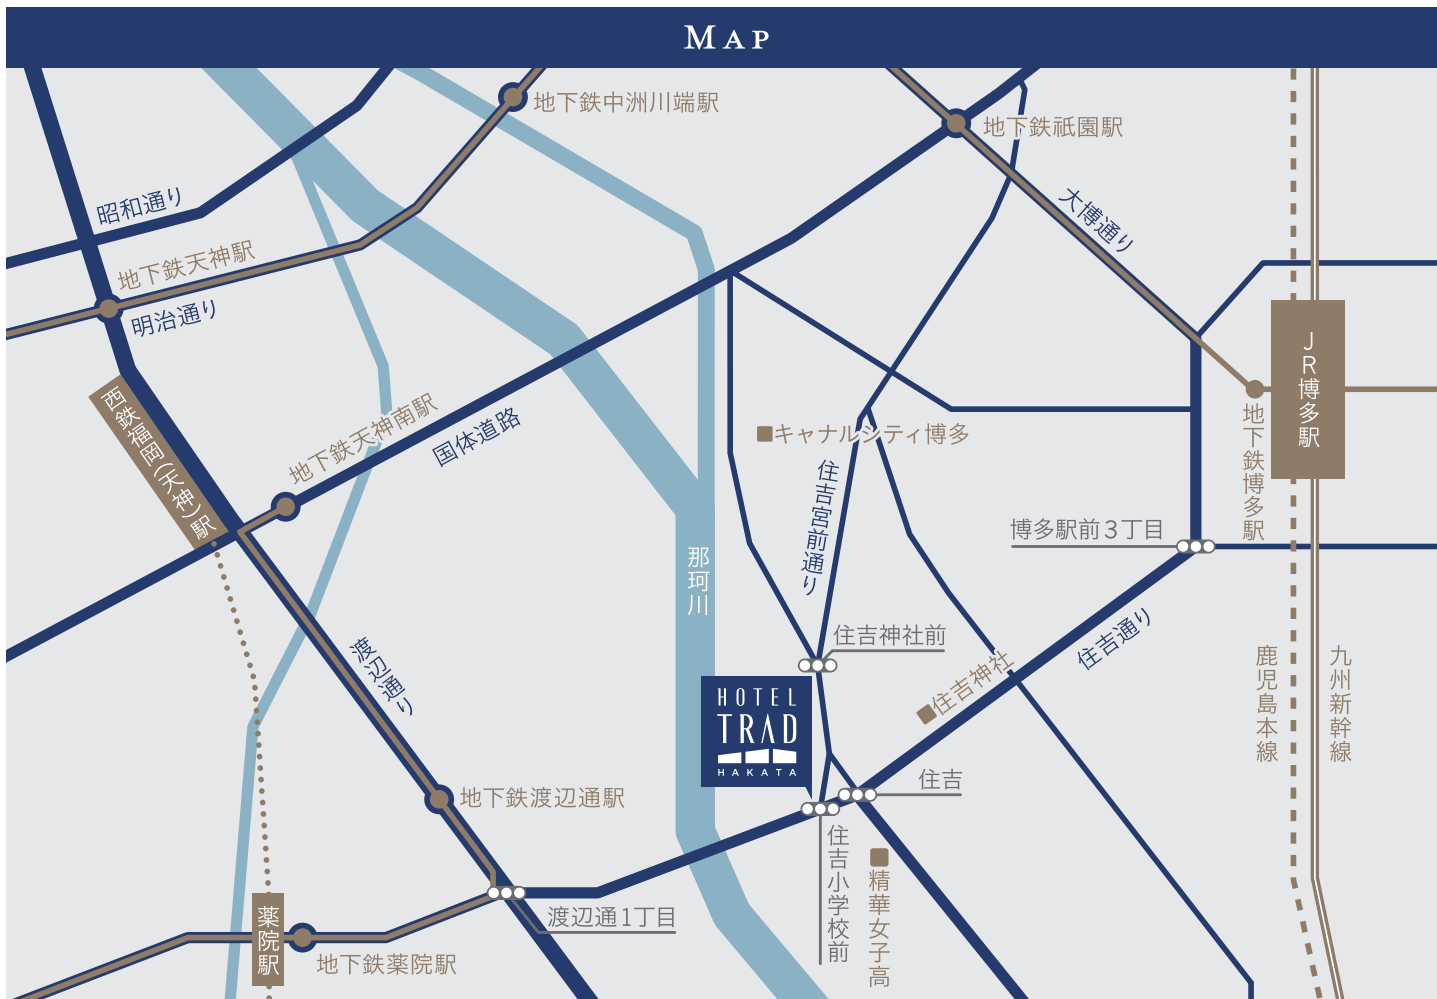 MAP
地下鉄中洲川端駅
地下鉄祇園駅
昭和通り
大博通り
地下鉄天神駅
明治通り
JR博多駅
西鉄福岡(天神)駅
地下鉄天神南駅
国体道路
■キャナルシティ博多
地下鉄博多駅
住吉宮前通り
博多駅前3丁目
那珂川
住吉神社前
住吉通り
渡辺通り
■住吉神社
鹿児島本線
九州新幹線
HOTEL
TRAD
HAKATA
住吉
地下鉄渡辺通駅
住吉小学校前
■精華女子高
渡辺通1丁目
薬院駅
地下鉄薬院駅